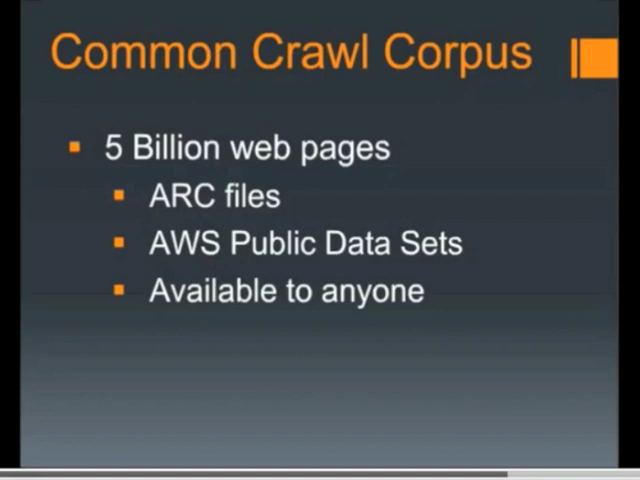 Common Crawl Corpus
5 Billion web pages
ARC files
AWS Public Data Sets
Available to anyone